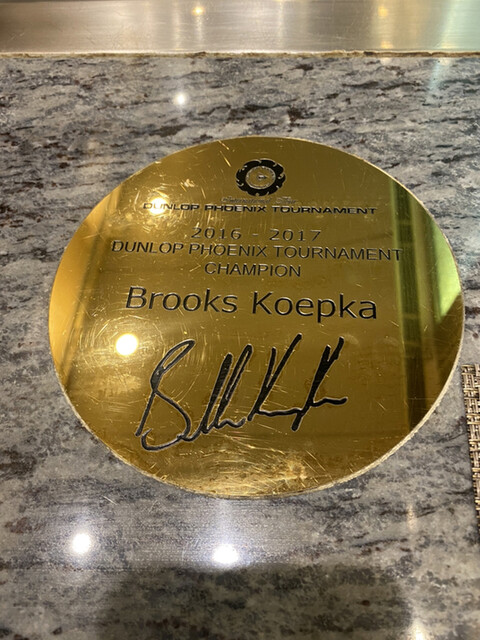 DUNLOP PHOENIX TOURNAMENT
2016 - 2017
DUNLOP PHOENIX TOURNAMENT
CHAMPION
Brooks Koepka